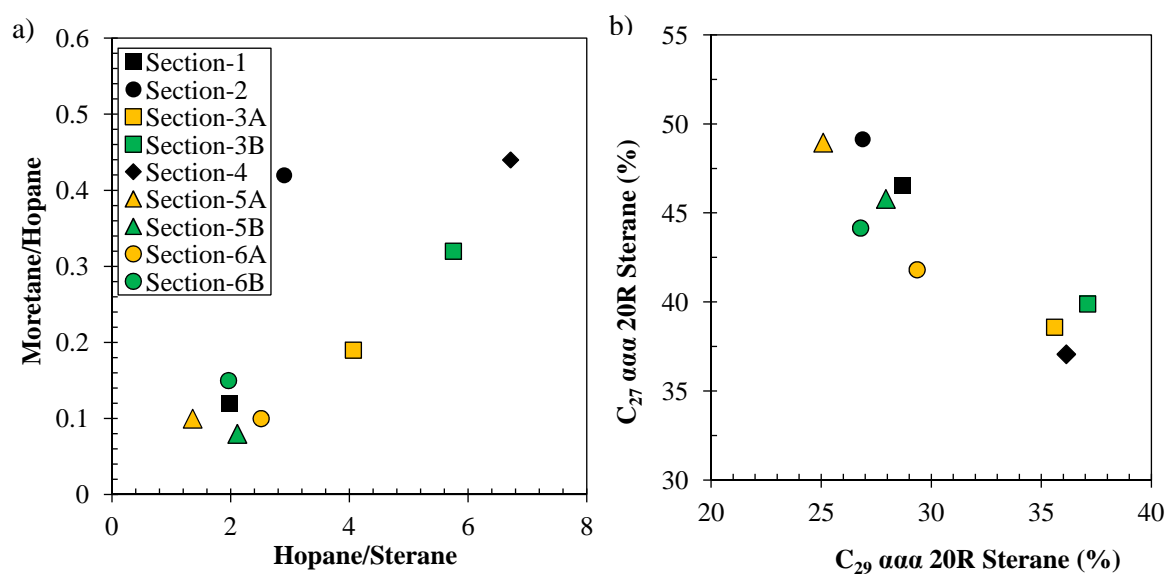 a)
0.6
0.5
0.4
0.3
0.2
0.1
0
Moretane/Hopane
Section-1
Section-2
Section-3A
Section-3B
Section-4
Section-5A
Section-5B
Section-6A
Section-6B
0 2 4 6 8
Hopane/Sterane
b)
55
50
45
40
35
30
C27 ααα 20R Sterane (%)
20 25 30 35 40
C29 ααα 20R Sterane (%)